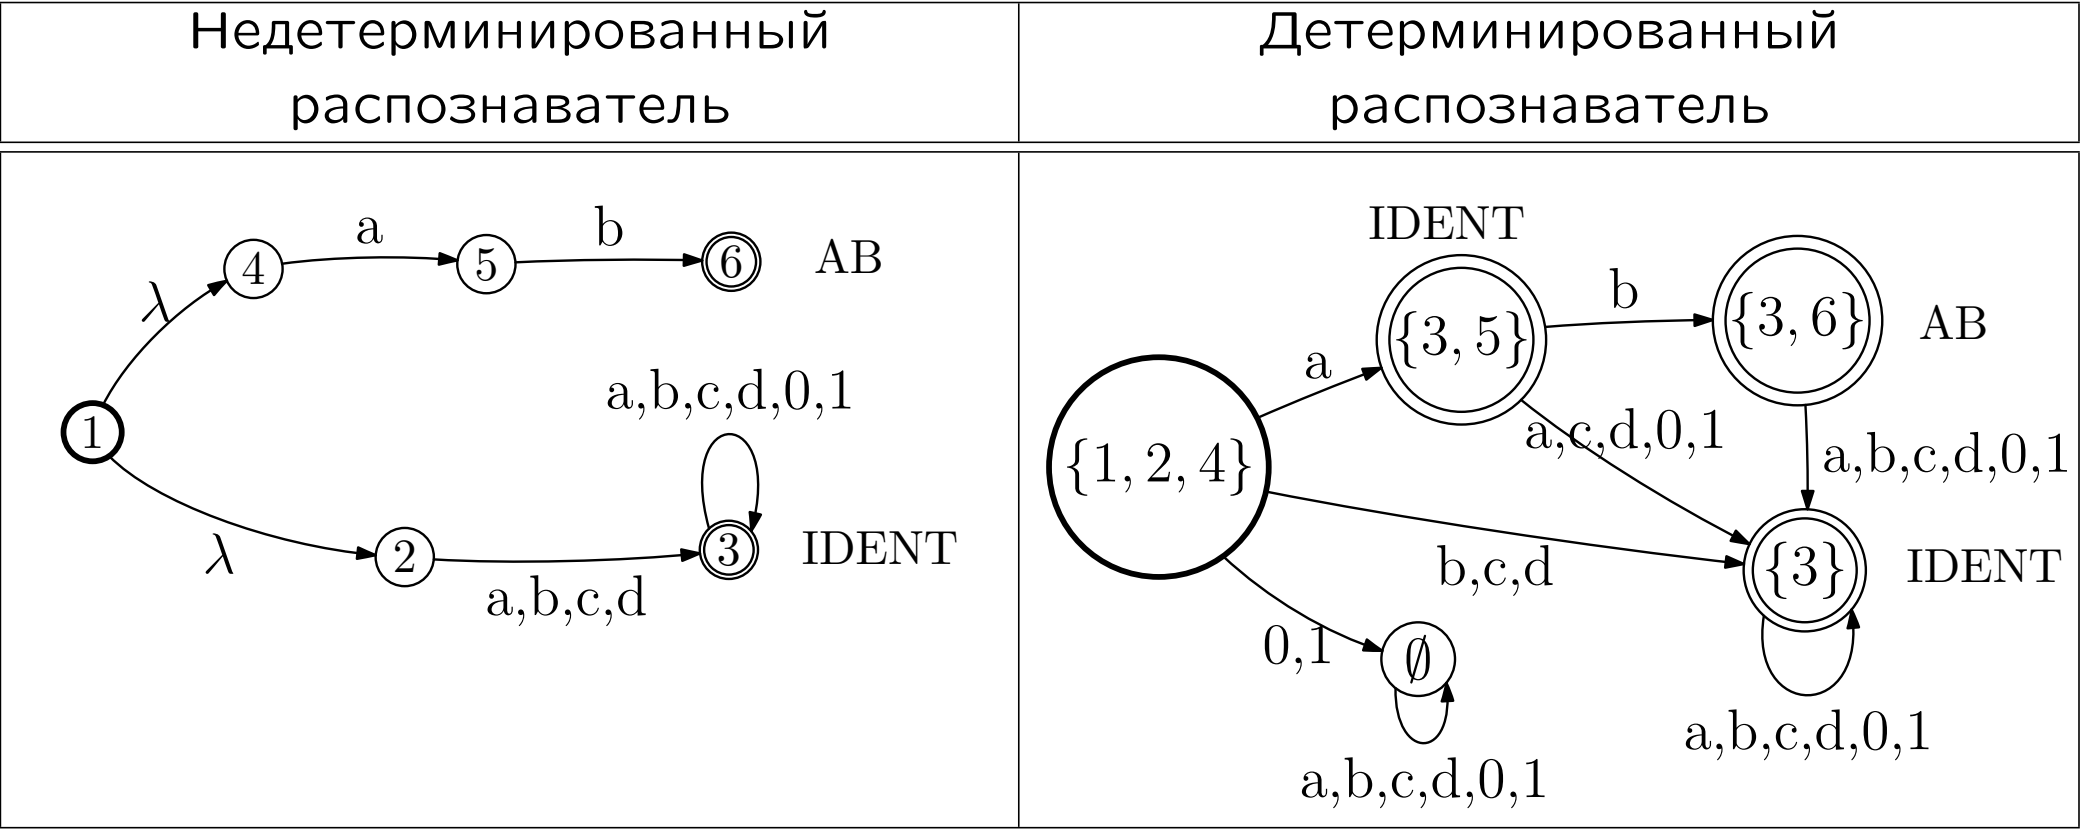 Недетерминированный
распознаватель
Детерминированный
распознаватель
a
b
4
5
6
AB
λ
a,b,c,d,0,1
1
λ
2
3
IDENT
a,b,c,d
IDENT
{3, 5}
b
{3, 6}
AB
a
{1, 2, 4}
a,c,d,0,1
a,b,c,d,0,1
b,c,d
{3}
IDENT
0,1
∅
a,b,c,d,0,1
a,b,c,d,0,1